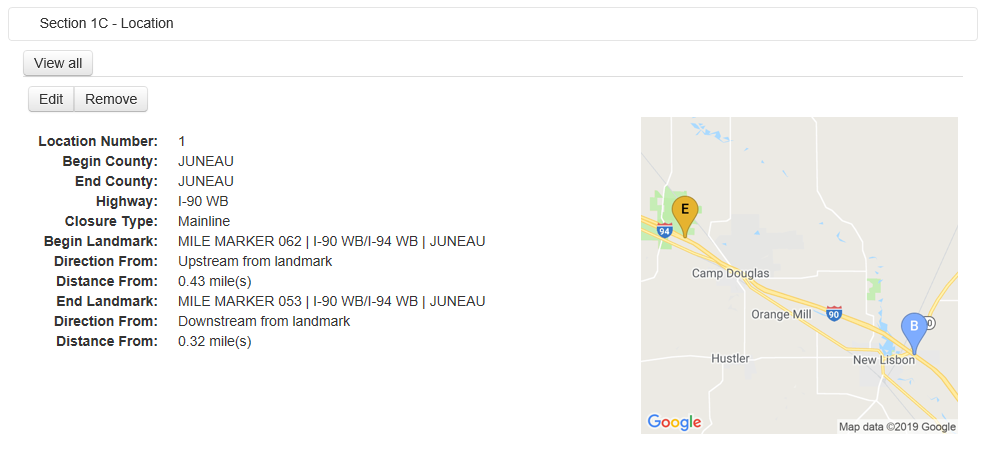 Section 1C - Location
View all
Edit Remove
Location Number: 1
Begin County: JUNEAU
End County: JUNEAU
Highway: I-90 WB
Closure Type: Mainline
Begin Landmark: MILE MARKER 062 | I-90 WB/I-94 WB | JUNEAU
Direction From: Upstream from landmark
Distance From: 0.43 mile(s)
End Landmark: MILE MARKER 053 | I-90 WB/I-94 WB | JUNEAU
Direction From: Downstream from landmark
Distance From: 0.32 mile(s)
E
94
Camp Douglas
Orange Mill
90
B
Hustler
New Lisbon
Google
Map data ©2019 Google